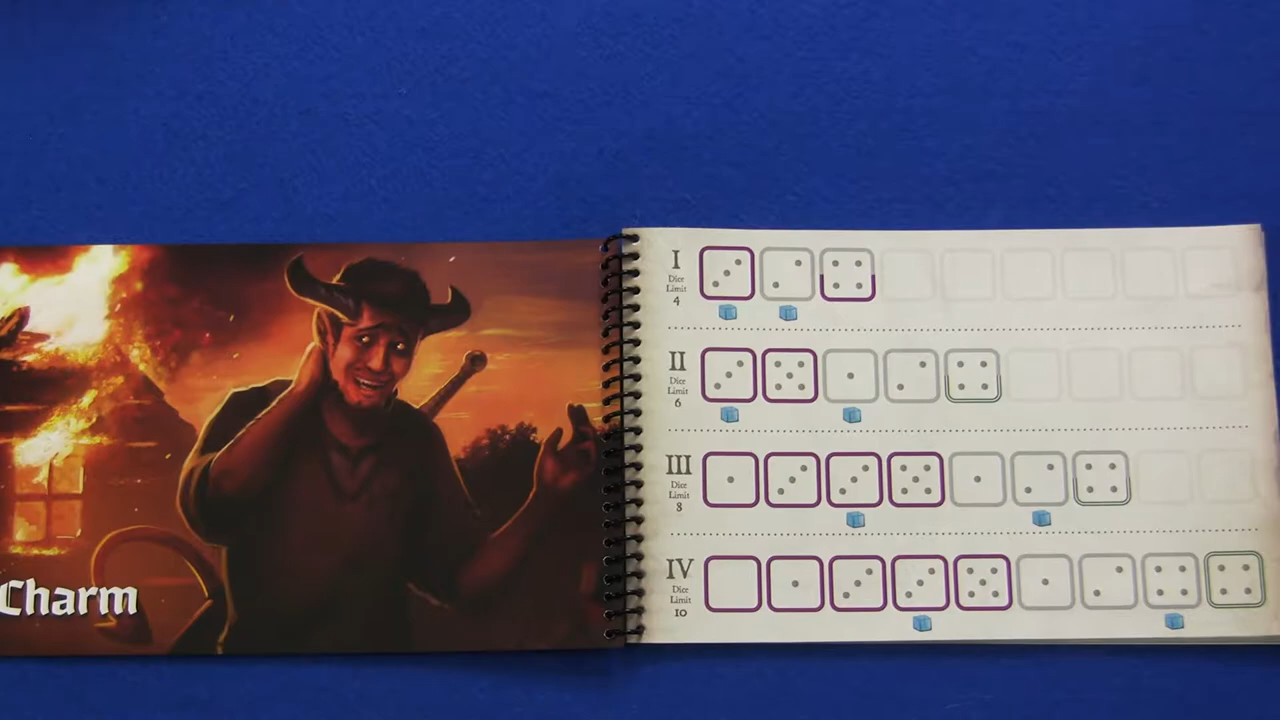 Charm
I
Dice
Limit
4
II
Dice
Limit
6
III
Dice
Limit
8
IV
Dice
Limit
10